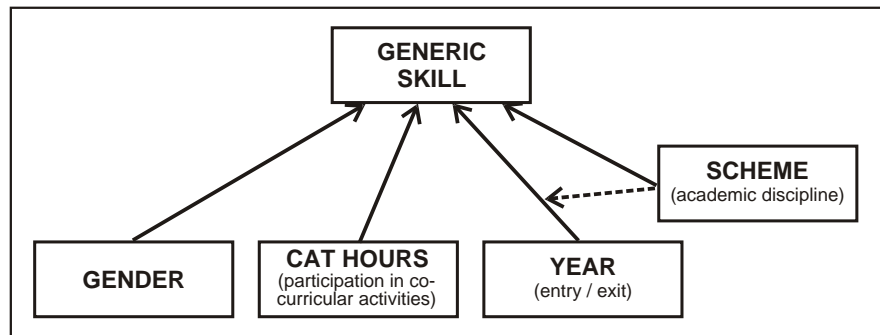 GENERIC
SKILL
SCHEME
(academic discipline)
GENDER
CAT HOURS
(participation in co-
curricular activities)
YEAR
(entry / exit)